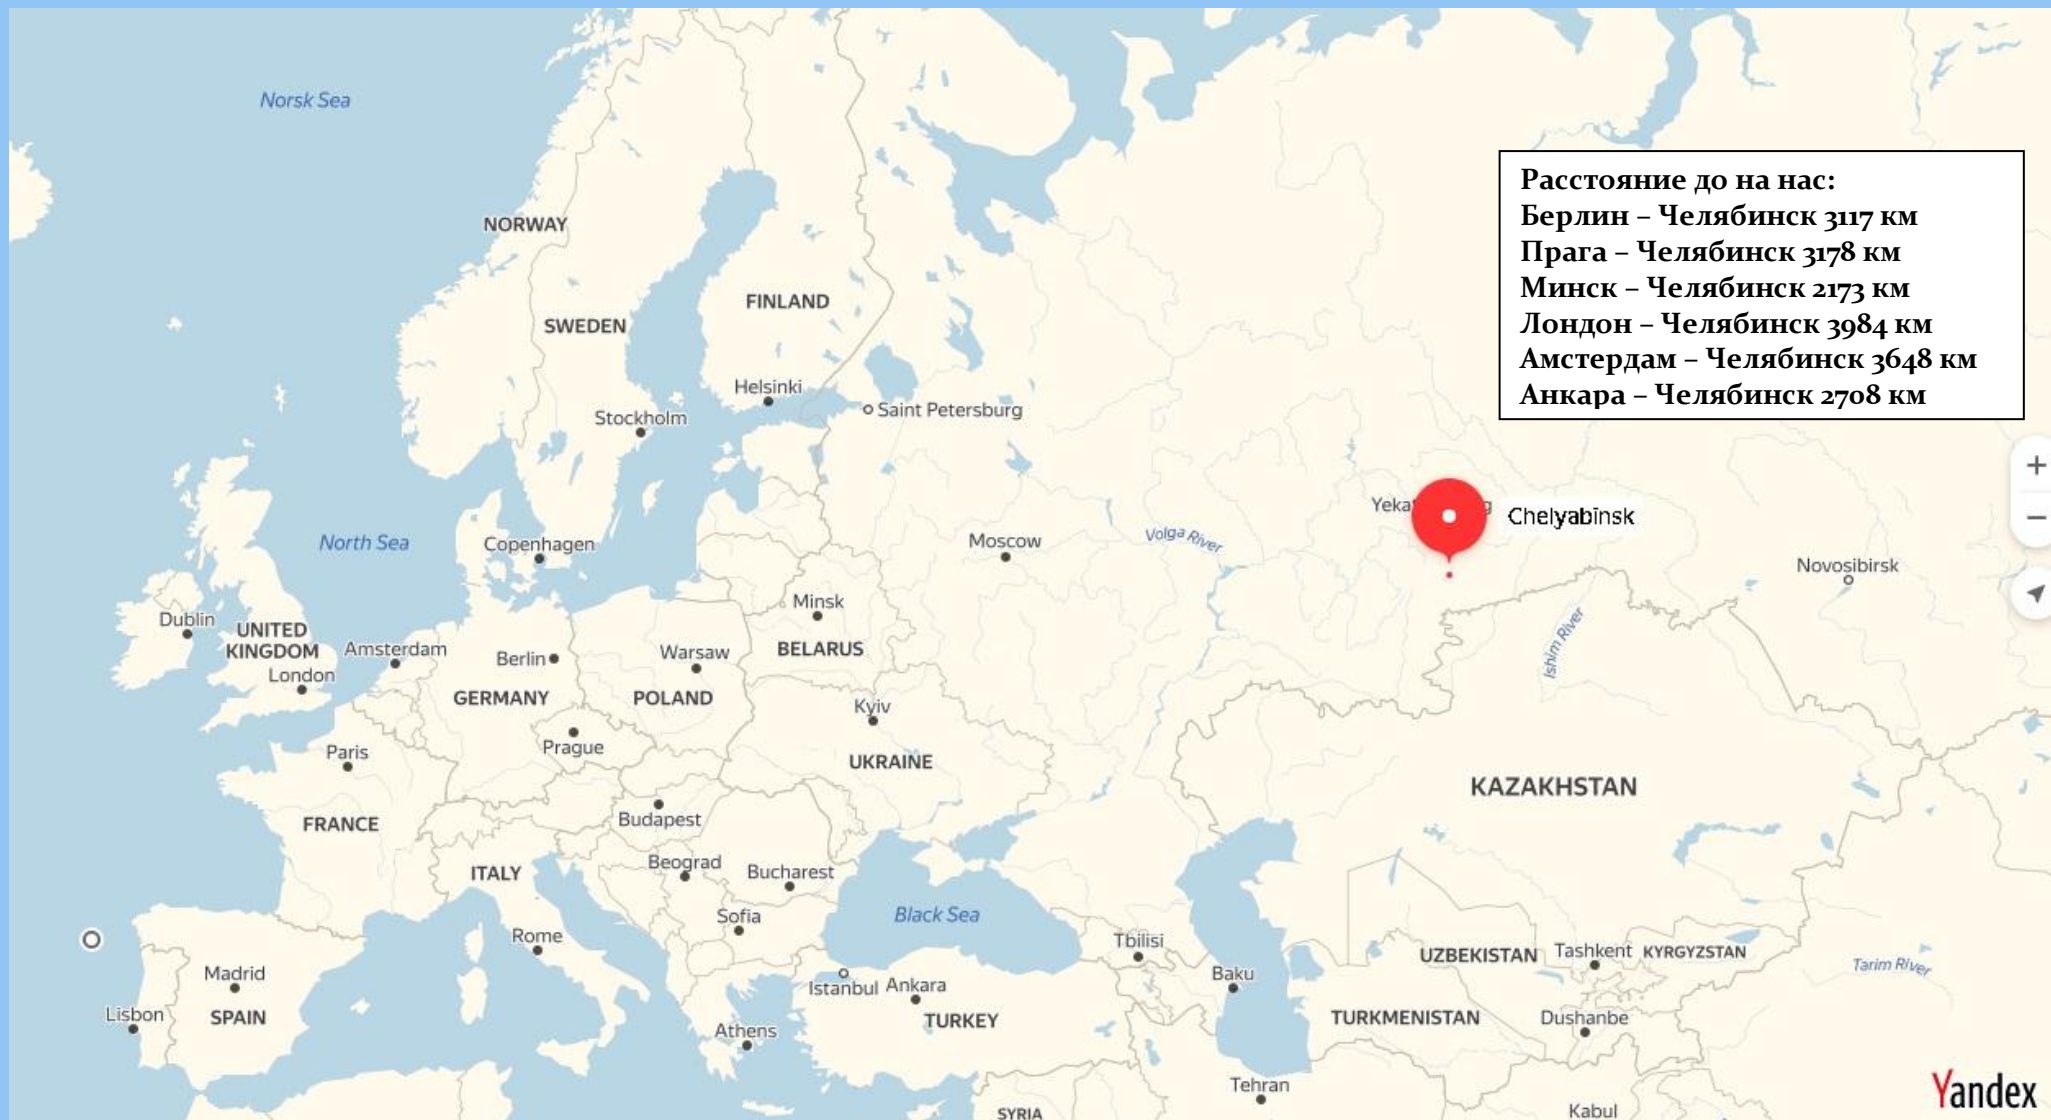 Norsk Sea
Расстояние до на нас:
Берлин – Челябинск 3117 км
Прага – Челябинск 3178 км
Минск – Челябинск 2173 км
Лондон – Челябинск 3984 км
Амстердам – Челябинск 3648 км
Анкара – Челябинск 2708 км
NORWAY
FINLAND
SWEDEN
Helsinki
Saint Petersburg
Stockholm
+
Chelyabinsk
−
North Sea
Copenhagen
Moscow
Volga River
Novosibirsk
Minsk
Dublin
UNITED
KINGDOM
Amsterdam
BELARUS
Ishim River
Berlin
Warsaw
London
GERMANY
POLAND
Kyiv
Paris
Prague
UKRAINE
KAZAKHSTAN
FRANCE
Budapest
ITALY
Beograd
Bucharest
Sofia
Black Sea
Rome
Tbilisi
UZBEKISTAN
Tashkent
KYRGYZSTAN
Tarim River
Madrid
Istanbul
Ankara
Baku
Lisbon
SPAIN
TURKEY
TURKMENISTAN
Dushanbe
Athens
Tehran
Yandex
SYRIA
Kabul